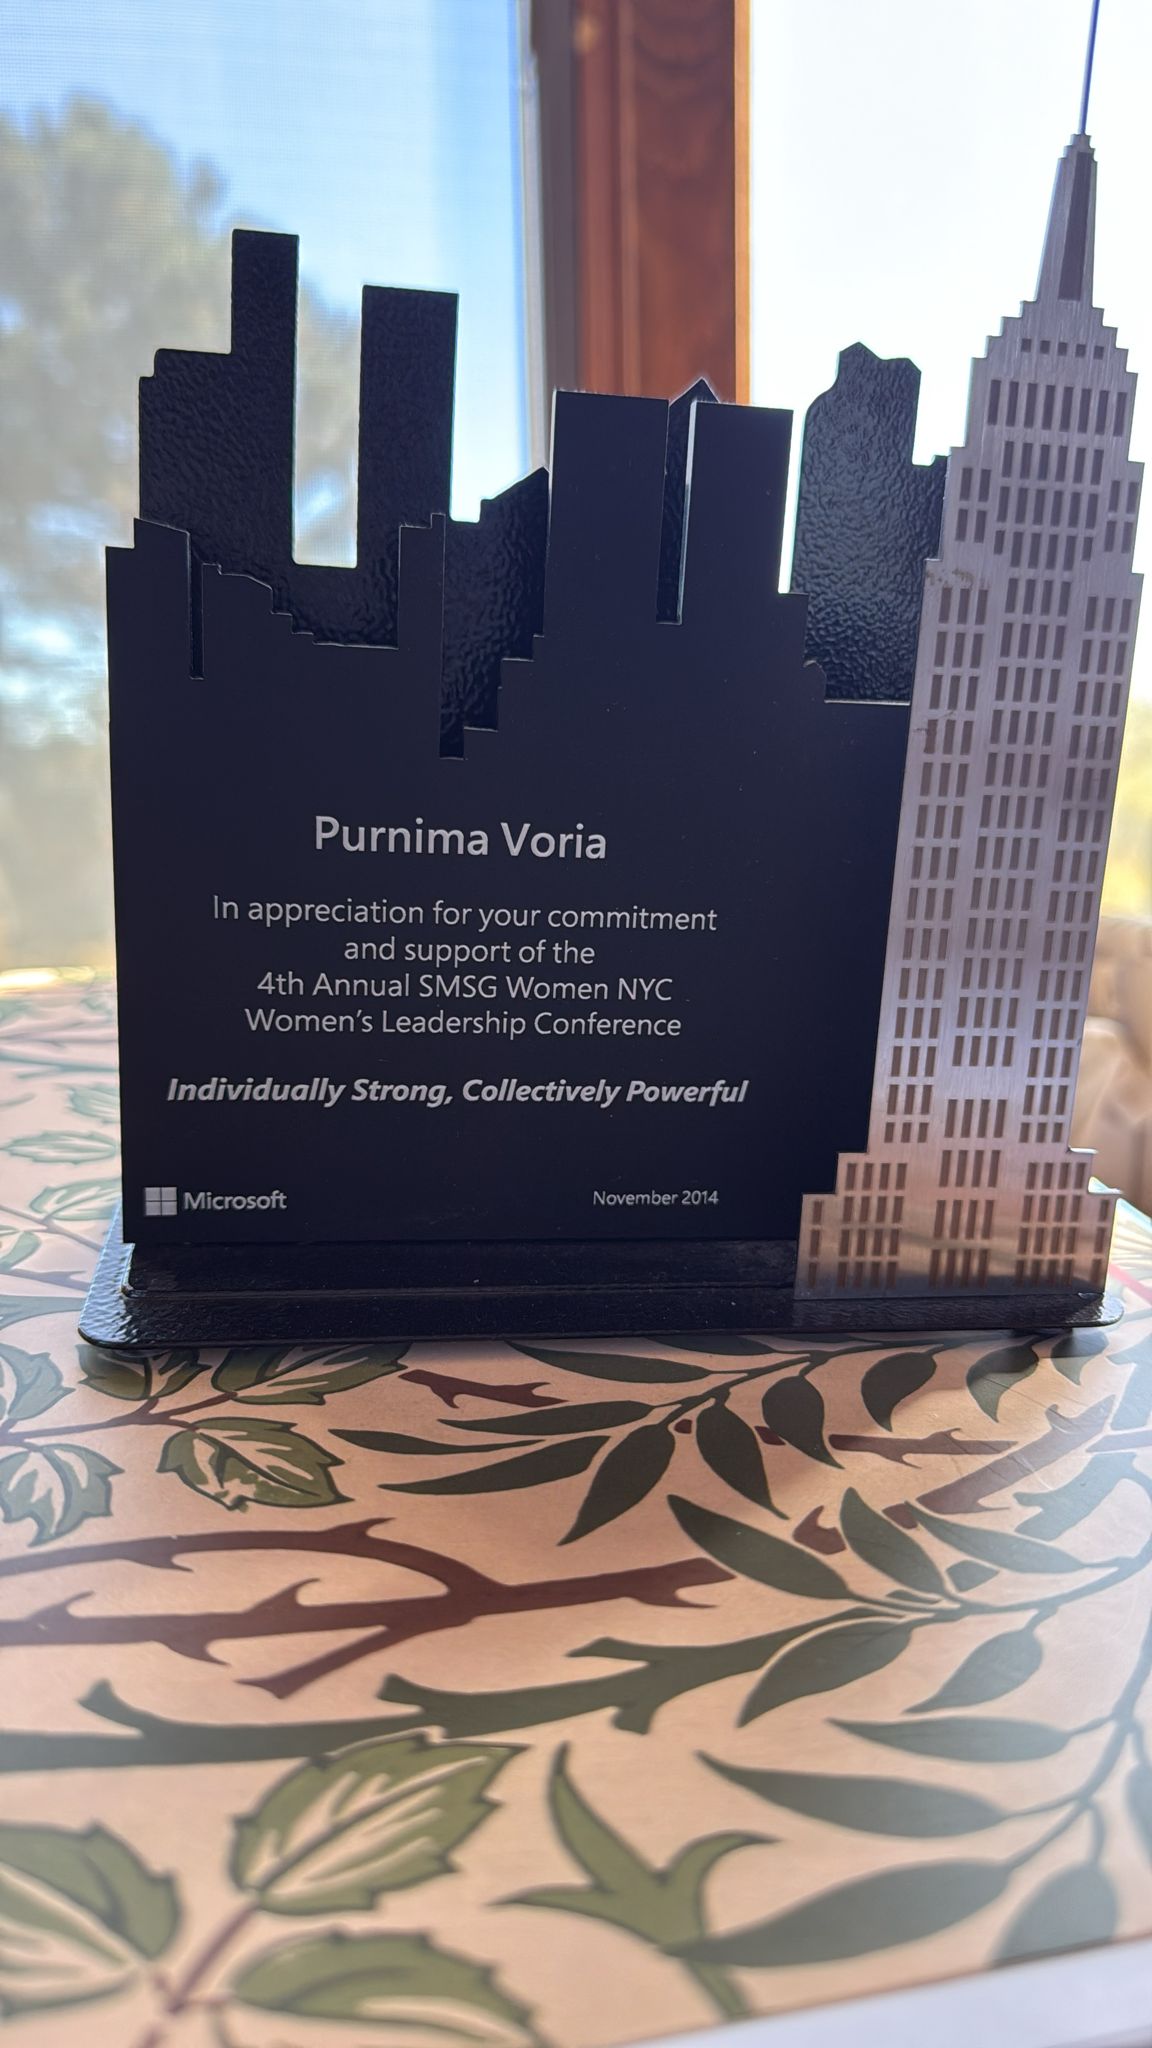 Purnima Voria
In appreciation for your commitment
and support of the
4th Annual SMSG Women NYC
Women's Leadership Conference
Individually Strong, Collectively Powerful
Microsoft
November 2014